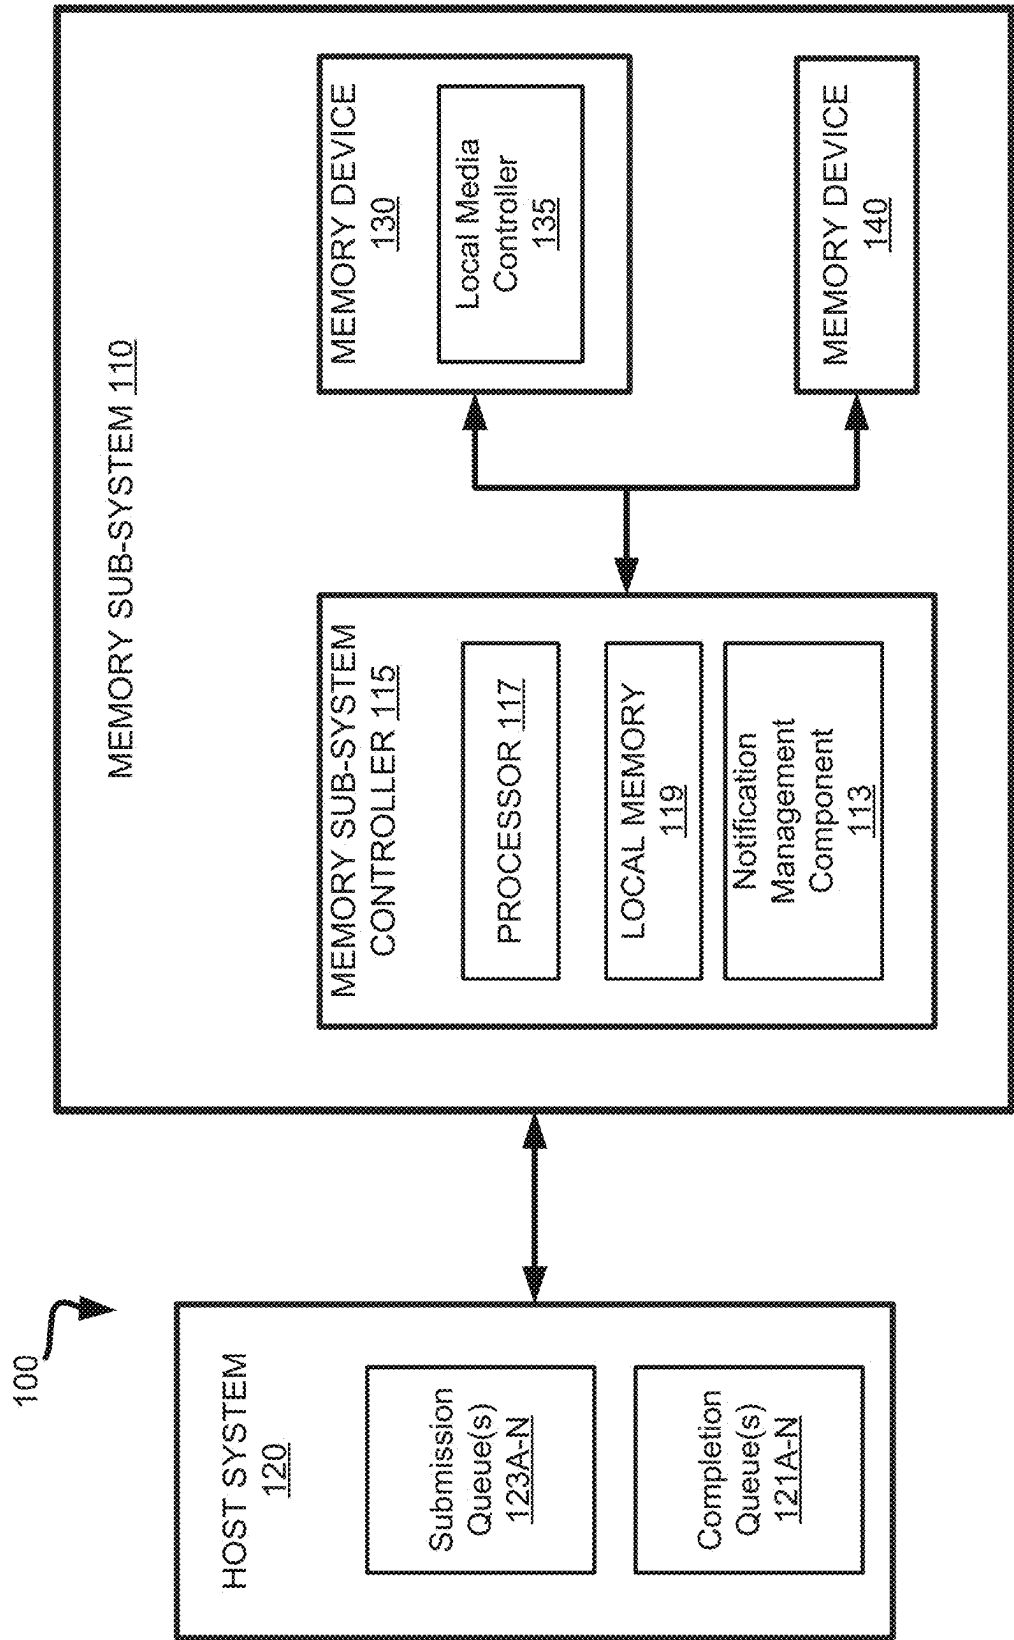 100
HOST SYSTEM
120
Submission
Queue(s)
123A-N
Completion
Queue(s)
121A-N
MEMORY SUB-SYSTEM 110
MEMORY SUB-SYSTEM
CONTROLLER 115
PROCESSOR 117
LOCAL MEMORY
119
Notification
Management
Component
113
MEMORY DEVICE
130
Local Media
Controller
135
MEMORY DEVICE
140